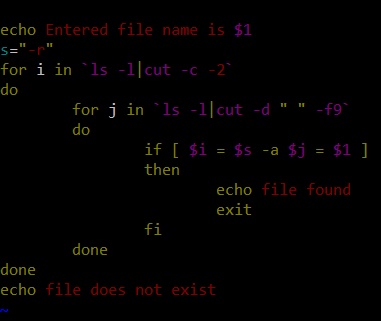 echo Entered file name is $1
s="-r"
for i in `ls -l|cut -c -2`
do
for j in `ls -l|cut -d " " -f9`
do
if [ $i = $s -a $j = $1 ]
then
echo file found
exit
fi
done
done
echo file does not exist
~